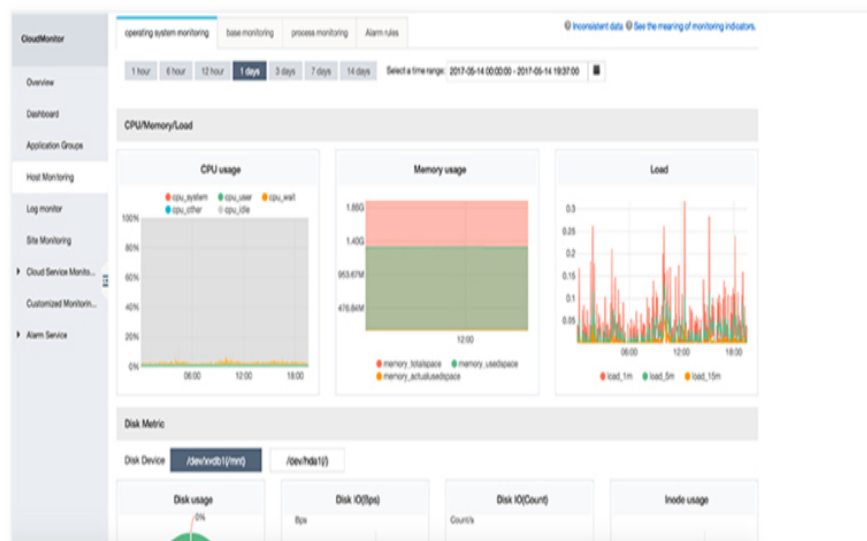 CloudMonitor
Overview
Dashboard
Application Groups
Host Monitoring
Log monitor
Site Monitoring
Cloud Service Monito...
Customized Monitorin...
Alarm Service
operating system monitoring
base monitoring
process monitoring
Alarm rules
Inconsistent data
See the meaning of monitoring indicators.
1 hour
6 hour
12 hour
1 days
3 days
7 days
14 days
Select a time range:
2017-05-14 00:00:00 - 2017-05-14 19:37:00
CPU/Memory/Load
CPU usage
cpu_system cpu_user cpu_wait
cpu_other cpu_idle
100%
80%
60%
40%
20%
0%
06:00 12:00 18:00
Memory usage
1.86G
1.40G
953.67M
476.84M
12:00
memory_totalspace memory_usedspace
memory_actualusedspace
Load
0.3
0.25
0.2
0.15
0.1
0.05
06:00 12:00 18:00
load_1m load_5m load_15m
Disk Metric
Disk Device
/dev/xvdb1(/mnt)
/dev/hda1(/)
Disk usage
0%
Disk IO(Bps)
Bps
Disk IO(Count)
Count/s
Inode usage